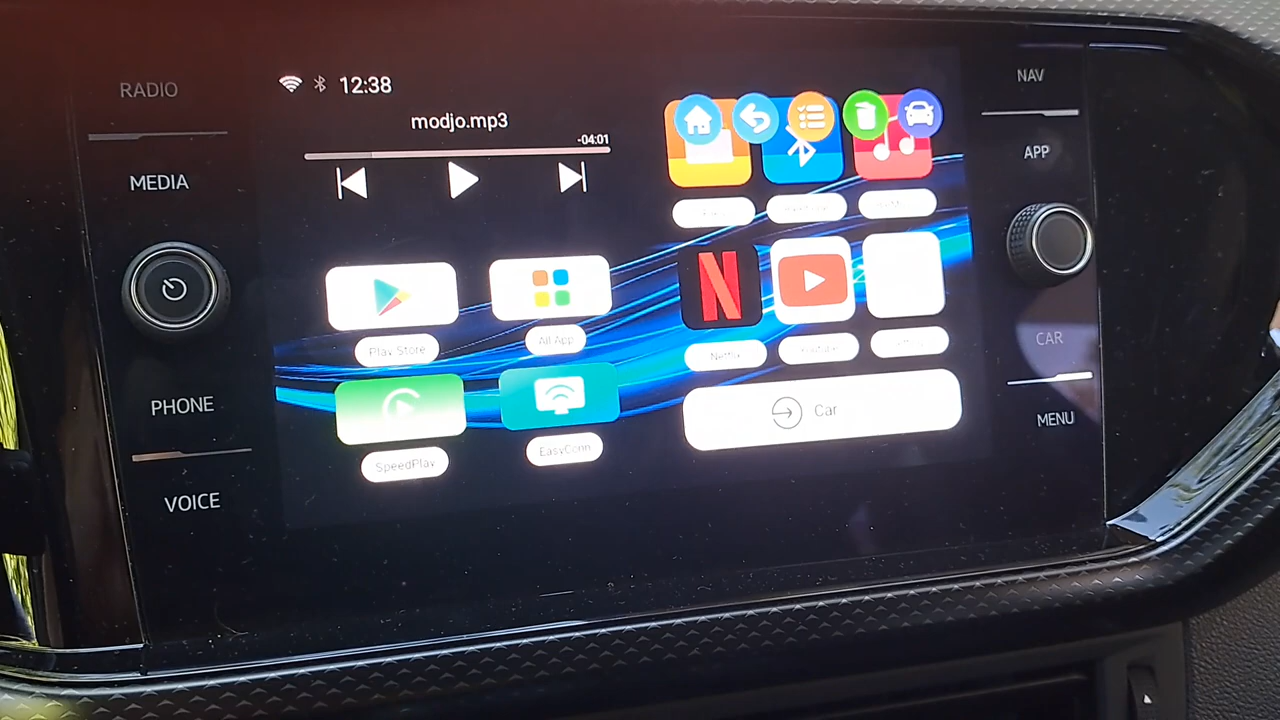 RADIO
MEDIA
PHONE
VOICE
12:38
modjo.mp3
-04:01
Play Store
All App
SpeedPlay
EasyConn
N
Netflix
Car
NAV
APP
CAR
MENU